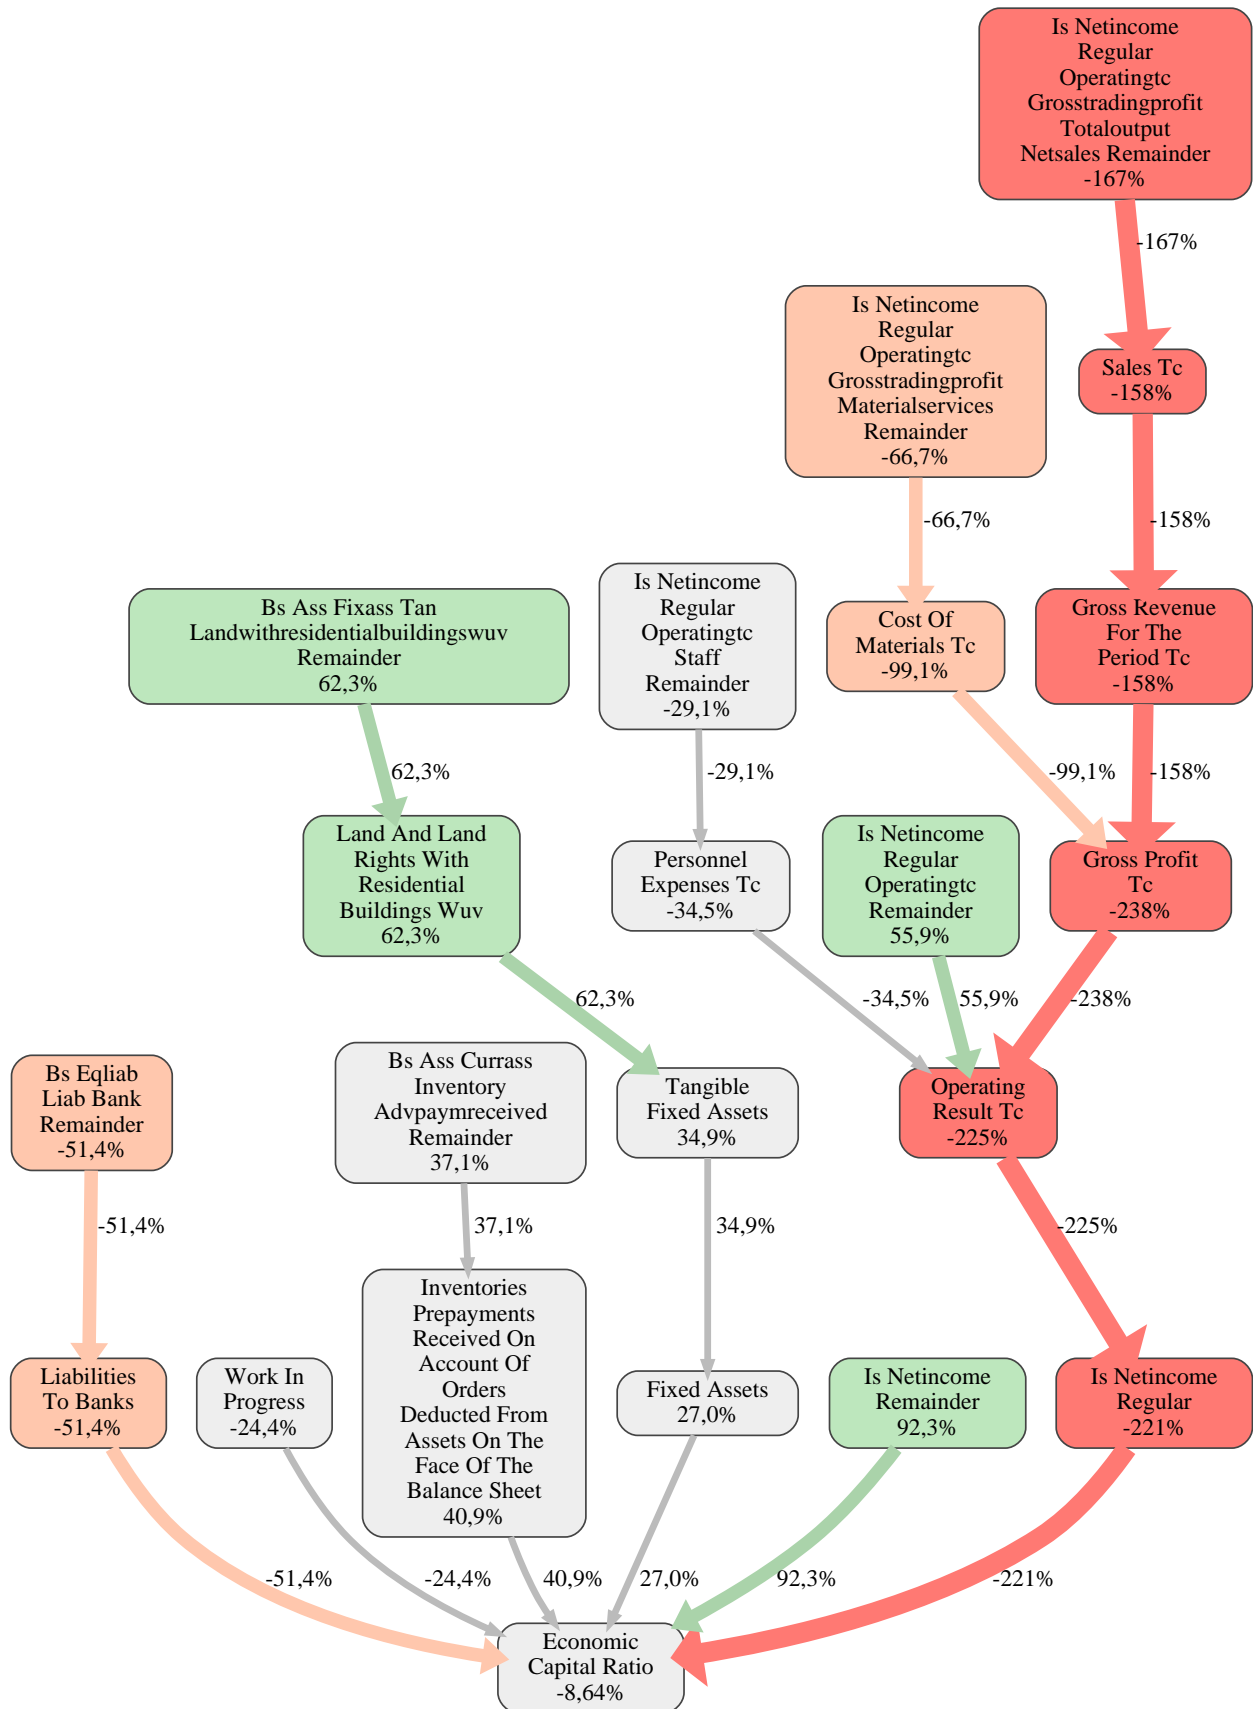 Is Netincome
Regular
Operatingtc
Grosstradingprofit
Totaloutput
Netsales Remainder
-167%
-167%
Is Netincome
Regular
Operatingtc
Grosstradingprofit
Materialservices
Remainder
-66,7%
Sales Tc
-158%
-66,7%
-158%
Bs Ass Fixass Tan
Landwithresidentialbuildingswuv
Remainder
62,3%
Is Netincome
Regular
Operatingtc
Staff
Remainder
-29,1%
Cost Of
Materials Tc
-99,1%
Gross Revenue
For The
Period Tc
-158%
62,3%
-29,1%
-99,1%
-158%
Land And Land
Rights With
Residential
Buildings Wuv
62,3%
Personnel
Expenses Tc
-34,5%
Is Netincome
Regular
Operatingtc
Remainder
55,9%
Gross Profit
Tc
-238%
62,3%
-34,5%
55,9%
-238%
Bs Eqliab
Liab Bank
Remainder
-51,4%
Bs Ass Currass
Inventory
Advpaymreceived
Remainder
37,1%
Tangible
Fixed Assets
34,9%
Operating
Result Tc
-225%
-51,4%
37,1%
34,9%
-225%
Liabilities
To Banks
-51,4%
Work In
Progress
-24,4%
Inventories
Prepayments
Received On
Account Of
Orders
Deducted From
Assets On The
Face Of The
Balance Sheet
40,9%
Fixed Assets
27,0%
Is Netincome
Remainder
92,3%
Is Netincome
Regular
-221%
-51,4%
-24,4%
40,9%
27,0%
92,3%
-221%
Economic
Capital Ratio
-8,64%